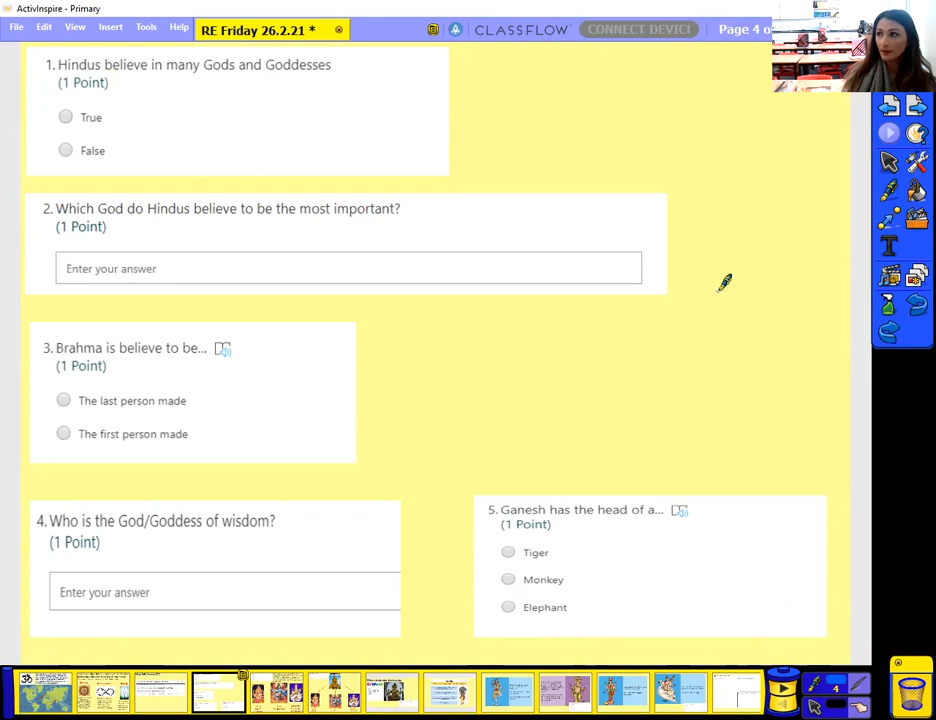 ActivInspire - Primary
File Edit View Insert Tools Help
RE Friday 26.2.21 *
CLASSFLOW CONNECT DEVICI Page 4 o
1. Hindus believe in many Gods and Goddesses
(1 Point)
True
False
2. Which God do Hindus believe to be the most important?
(1 Point)
Enter your answer
3. Brahma is believe to be...
(1 Point)
The last person made
The first person made
4. Who is the God/Goddess of wisdom?
(1 Point)
Enter your answer
5. Ganesh has the head of a...
(1 Point)
Tiger
Monkey
Elephant
4